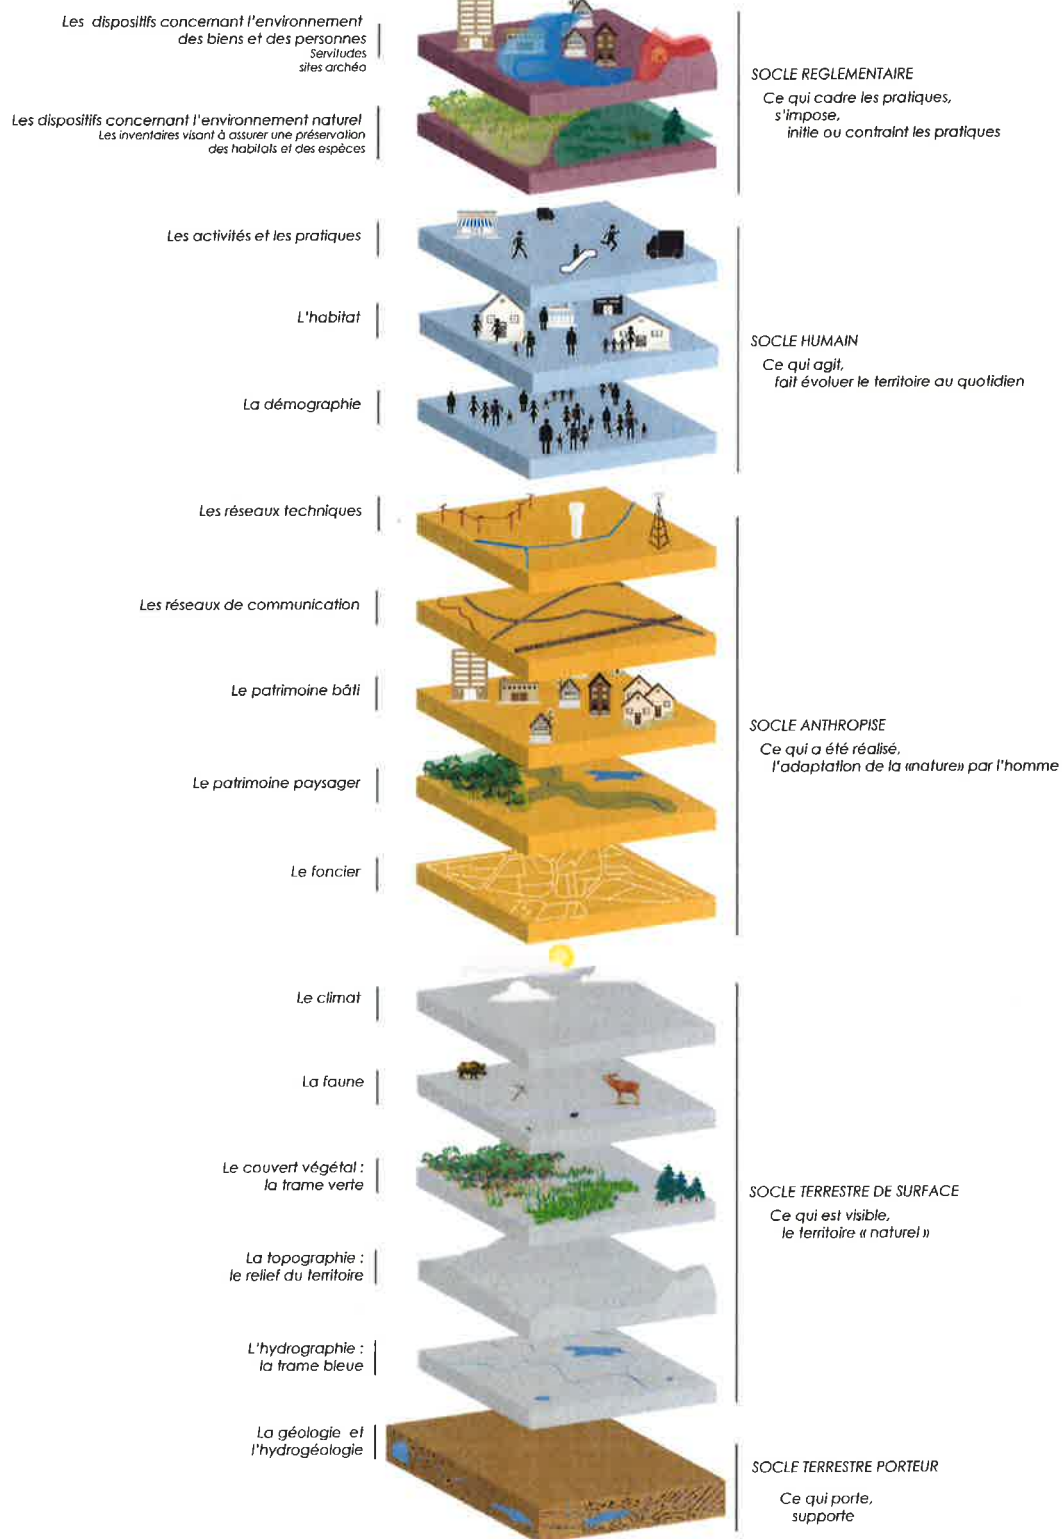 Les dispositifs concernant l'environnement
des biens et des personnes
Servitudes
sites archéo
SOCLE REGLEMENTAIRE
Ce qui cadre les pratiques,
s'impose,
initie ou contraint les pratiques
Les dispositifs concernant l'environnement naturel
Les inventaires visant à assurer une préservation
des habitats et des espèces
Les activités et les pratiques
L'habitat
SOCLE HUMAIN
Ce qui agit,
fait évoluer le territoire au quotidien
La démographie
Les réseaux techniques
Les réseaux de communication
Le patrimoine bâti
SOCLE ANTHROPISE
Ce qui a été réalisé,
l'adaptation de la «nature» par l'homme
Le patrimoine paysager
Le foncier
Le climat
La faune
Le couvert végétal :
la trame verte
SOCLE TERRESTRE DE SURFACE
Ce qui est visible,
le territoire « naturel »
La topographie :
le relief du territoire
L'hydrographie :
la trame bleue
La géologie et
l'hydrogéologie
SOCLE TERRESTRE PORTEUR
Ce qui porte,
supporte